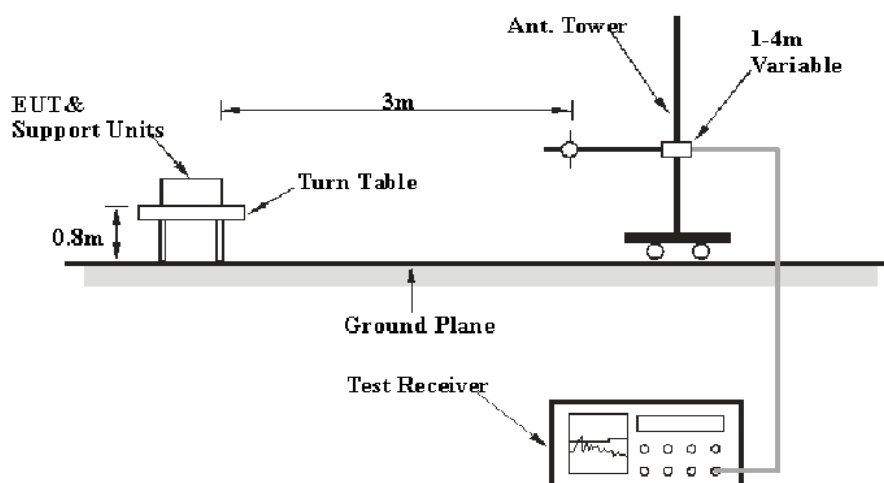 Ant. Tower
1-4m
Variable
3m
EUT&
Support Units
Turn Table
0.8m
Ground Plane
Test Receiver